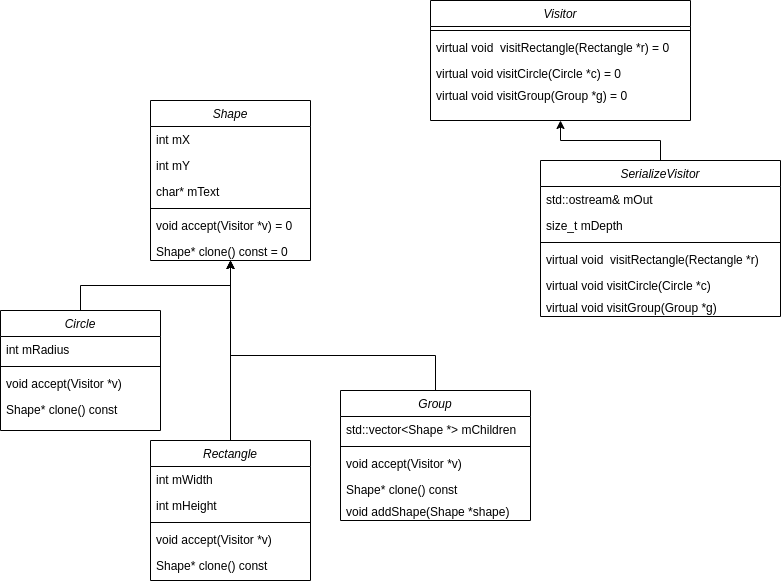 Visitor
virtual void  visitRectangle(Rectangle *r) = 0
virtual void visitCircle(Circle *c) = 0
virtual void visitGroup(Group *g) = 0
Shape
int mX
int mY
char* mText
void accept(Visitor *v) = 0
Shape* clone() const = 0
SerializeVisitor
std::ostream& mOut
size_t mDepth
virtual void  visitRectangle(Rectangle *r)
virtual void visitCircle(Circle *c)
virtual void visitGroup(Group *g)
Circle
int mRadius
void accept(Visitor *v)
Shape* clone() const
Group
std::vector<Shape *> mChildren
void accept(Visitor *v)
Shape* clone() const
void addShape(Shape *shape)
Rectangle
int mWidth
int mHeight
void accept(Visitor *v)
Shape* clone() const